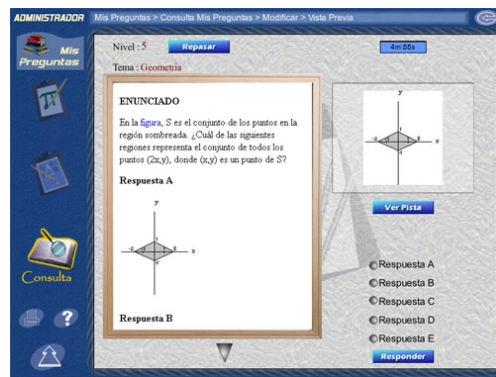 ADMINISTRADOR
Mis Preguntas > Consulta Mis Preguntas > Modificar > Vista Previa
Mis
Preguntas
Nivel : 5
Repasar
4m:55s
Tema : Geometria
ENUNCIADO
En la figura, S es el conjunto de los puntos en la
región sombreada. ¿Cuál de las siguientes
regiones representa el conjunto de todos los
puntos (2x,y), donde (x,y) es un punto de S?
Respuesta A
y
x
Respuesta B
y
x
Ver Pista
Respuesta A
Respuesta B
Respuesta C
Respuesta D
Respuesta E
Responder
Consulta
?